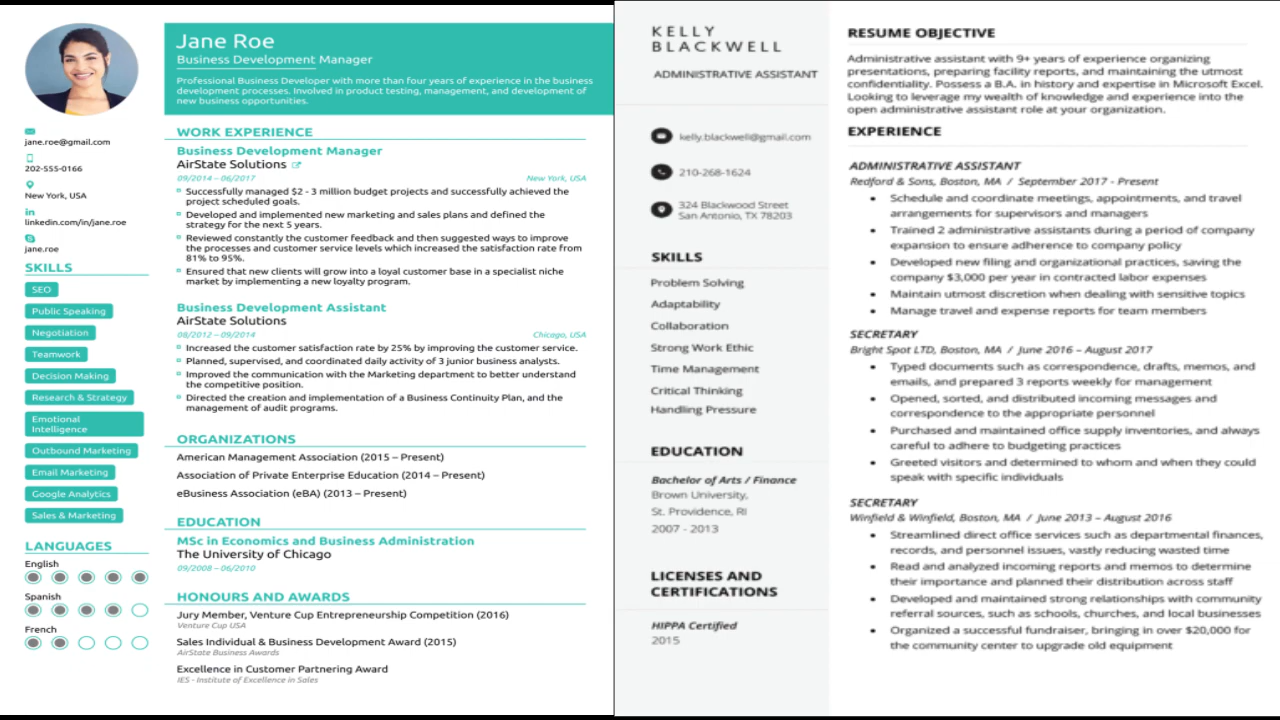 Jane Roe
Business Development Manager
Professional Business Developer with more than four years of experience in the business
development processes. Involved in product testing, management, and development of
new business opportunities.
jane.roe@gmail.com
202-555-0166
New York, USA
linkedin.com/in/jane.roe
jane.roe
SKILLS
SEO
Public Speaking
Negotiation
Teamwork
Decision Making
Research & Strategy
Emotional
Intelligence
Outbound Marketing
Email Marketing
Google Analytics
Sales & Marketing
LANGUAGES
English
Spanish
French
WORK EXPERIENCE
Business Development Manager
AirState Solutions
09/2014 – 06/2017
New York, USA
Successfully managed $2 - 3 million budget projects and successfully achieved the
project scheduled goals.
Developed and implemented new marketing and sales plans and defined the
strategy for the next 5 years.
Reviewed constantly the customer feedback and then suggested ways to improve
the processes and customer service levels which increased the satisfaction rate from
81% to 95%.
Ensured that new clients will grow into a loyal customer base in a specialist niche
market by implementing a new loyalty program.
Business Development Assistant
AirState Solutions
08/2012 – 09/2014
Chicago, USA
Increased the customer satisfaction rate by 25% by improving the customer service.
Planned, supervised, and coordinated daily activity of 3 junior business analysts.
Improved the communication with the Marketing department to better understand
the competitive position.
Directed the creation and implementation of a Business Continuity Plan, and the
management of audit programs.
ORGANIZATIONS
American Management Association (2015 – Present)
Association of Private Enterprise Education (2014 – Present)
eBusiness Association (eBA) (2013 – Present)
EDUCATION
MSc in Economics and Business Administration
The University of Chicago
09/2008 – 06/2010
HONOURS AND AWARDS
Jury Member, Venture Cup Entrepreneurship Competition (2016)
Venture Cup USA
Sales Individual & Business Development Award (2015)
AirState Business Awards
Excellence in Customer Partnering Award
IES - Institute of Excellence in Sales
KELLY
BLACKWELL
ADMINISTRATIVE ASSISTANT
kelly.blackwell@gmail.com
210-268-1624
324 Blackwood Street
San Antonio, TX 78203
SKILLS
Problem Solving
Adaptability
Collaboration
Strong Work Ethic
Time Management
Critical Thinking
Handling Pressure
EDUCATION
Bachelor of Arts / Finance
Brown University,
St. Providence, RI
2007 - 2013
LICENSES AND
CERTIFICATIONS
HIPPA Certified
2015
RESUME OBJECTIVE
Administrative assistant with 9+ years of experience organizing
presentations, preparing facility reports, and maintaining the utmost
confidentiality. Possess a B.A. in history and expertise in Microsoft Excel.
Looking to leverage my wealth of knowledge and experience into the
open administrative assistant role at your organization.
EXPERIENCE
ADMINISTRATIVE ASSISTANT
Redford & Sons, Boston, MA / September 2017 - Present
Schedule and coordinate meetings, appointments, and travel
arrangements for supervisors and managers
Trained 2 administrative assistants during a period of company
expansion to ensure adherence to company policy
Developed new filing and organizational practices, saving the
company $3,000 per year in contracted labor expenses
Maintain utmost discretion when dealing with sensitive topics
Manage travel and expense reports for team members
SECRETARY
Bright Spot LTD, Boston, MA / June 2016 – August 2017
Typed documents such as correspondence, drafts, memos, and
emails, and prepared 3 reports weekly for management
Opened, sorted, and distributed incoming messages and
correspondence to the appropriate personnel
Purchased and maintained office supply inventories, and always
careful to adhere to budgeting practices
Greeted visitors and determined to whom and when they could
speak with specific individuals
SECRETARY
Winfield & Winfield, Boston, MA / June 2013 – August 2016
Streamlined direct office services such as departmental finances,
records, and personnel issues, vastly reducing wasted time
Read and analyzed incoming reports and memos to determine
their importance and planned their distribution across staff
Developed and maintained strong relationships with community
referral sources, such as schools, churches, and local businesses
Organized a successful fundraiser, bringing in over $20,000 for
the community center to upgrade old equipment